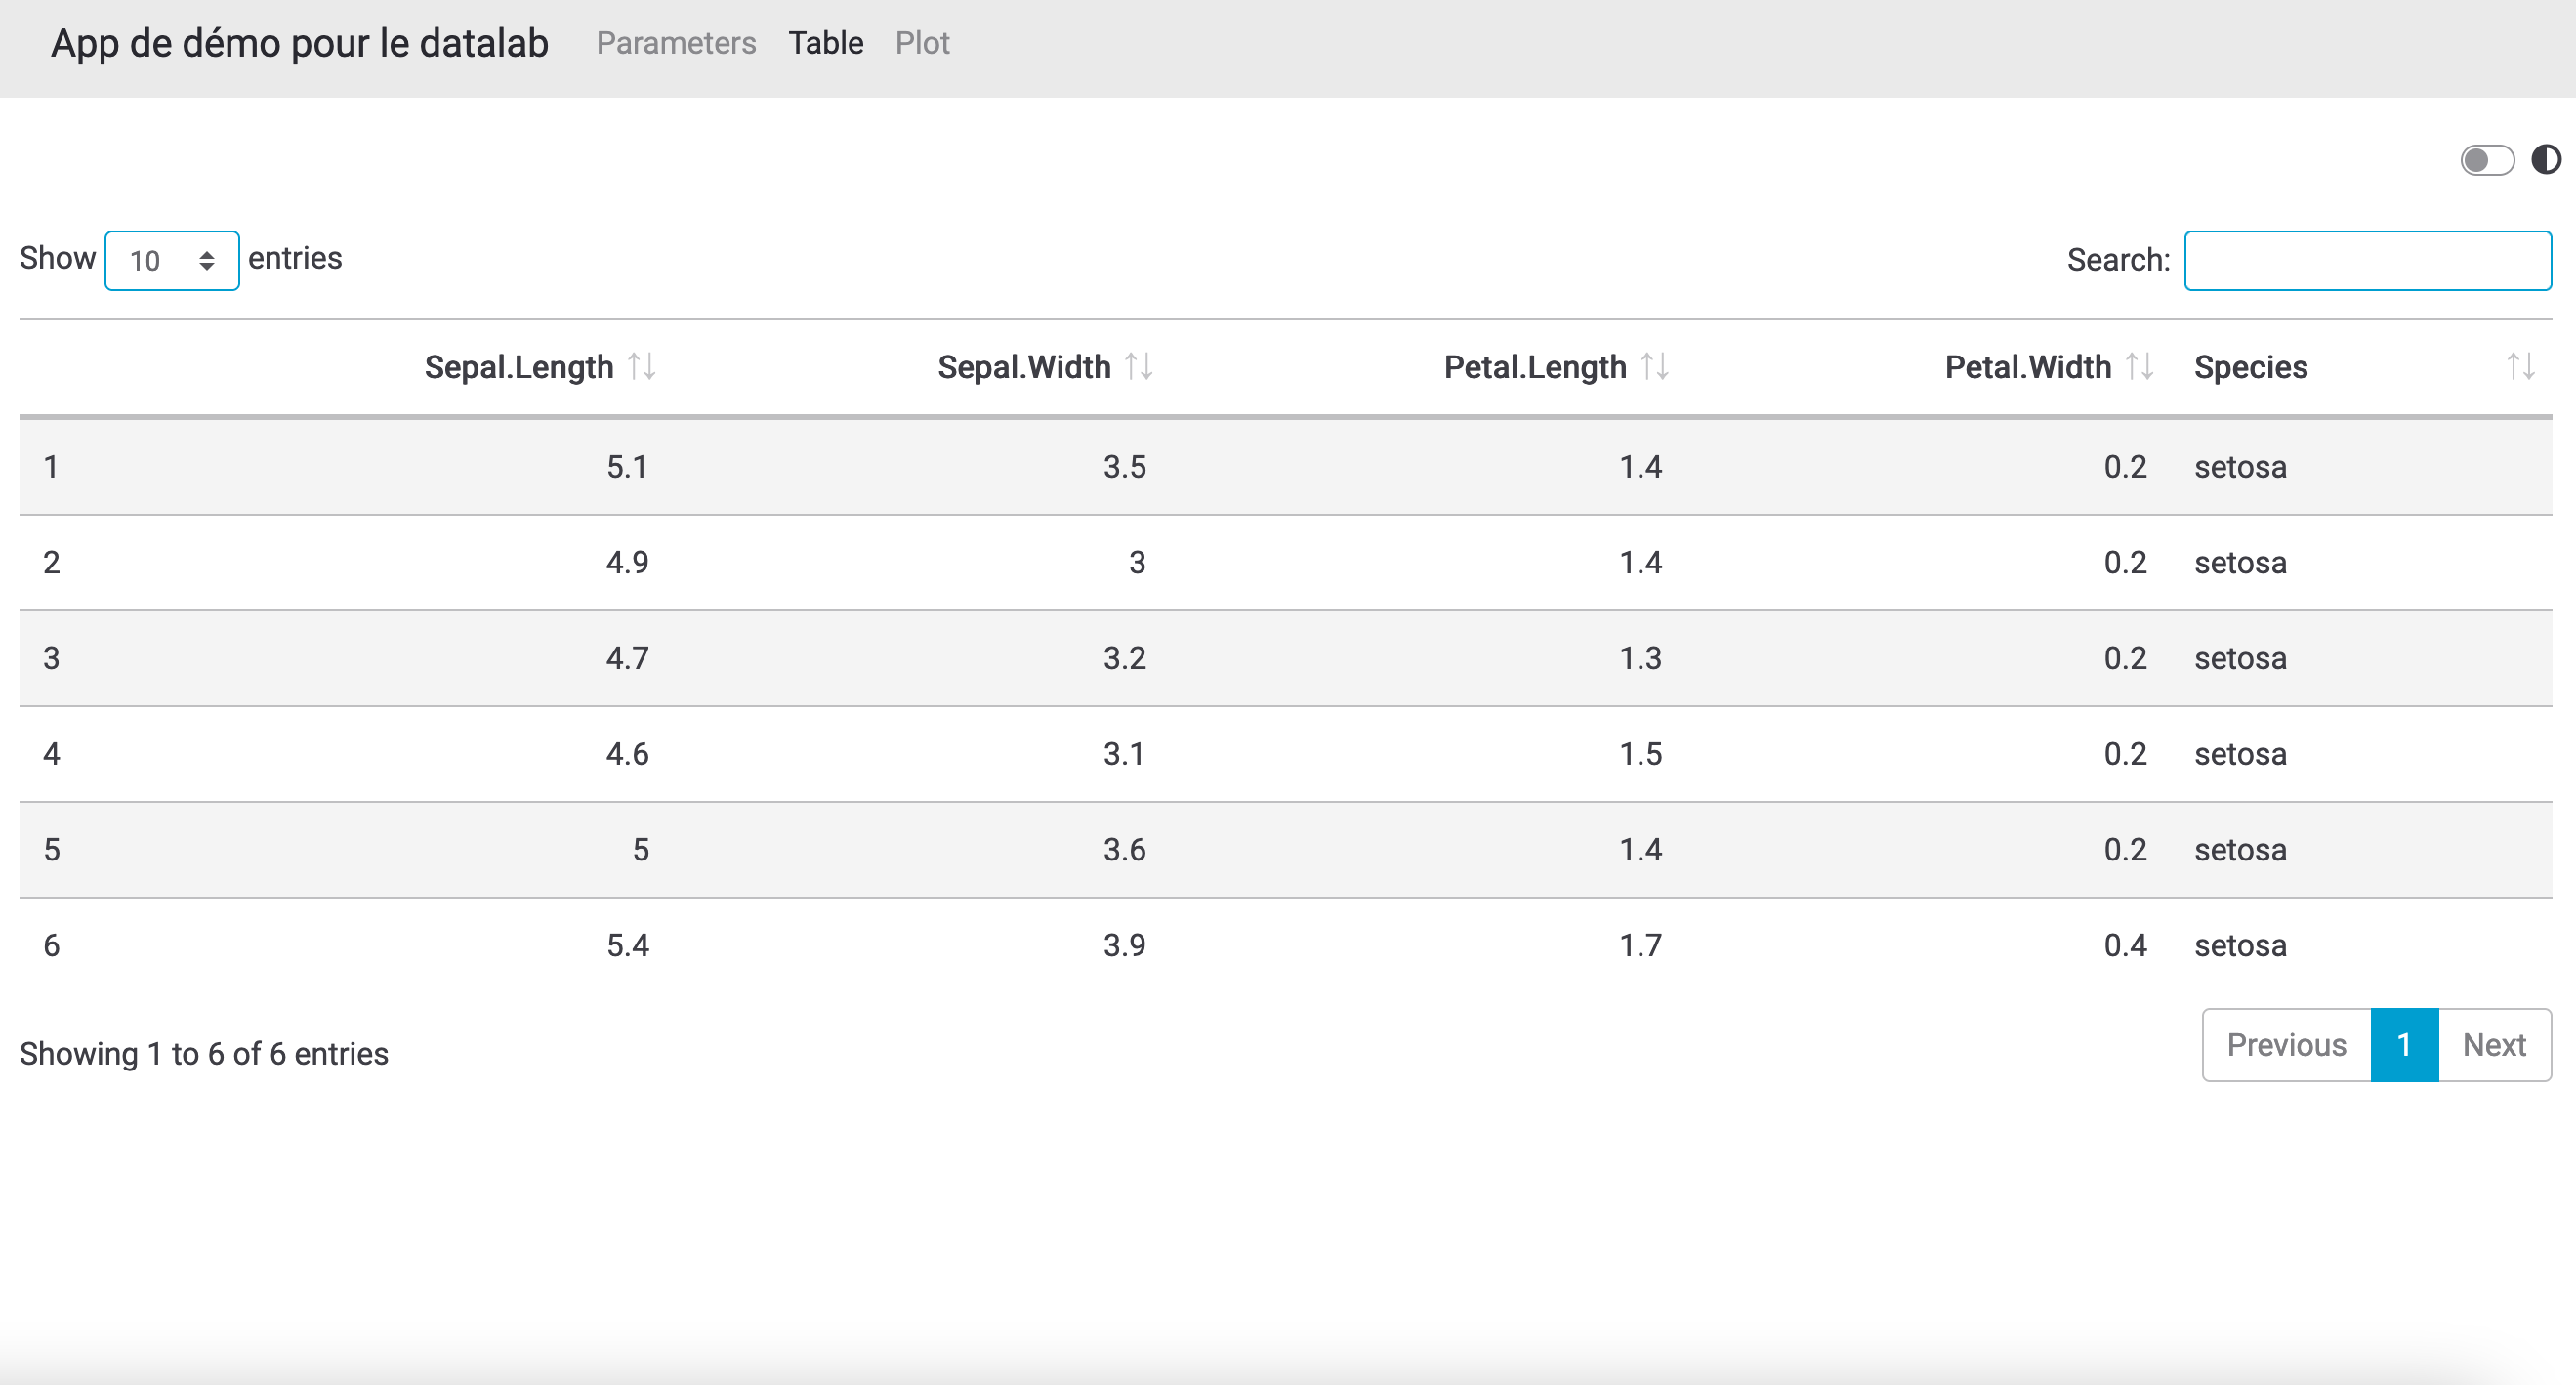 App de démo pour le datalab Parameters Table Plot
Show 10 entries Search:
Sepal.Length Sepal.Width Petal.Length Petal.Width Species
1 5.1 3.5 1.4 0.2 setosa
2 4.9 3 1.4 0.2 setosa
3 4.7 3.2 1.3 0.2 setosa
4 4.6 3.1 1.5 0.2 setosa
5 5 3.6 1.4 0.2 setosa
6 5.4 3.9 1.7 0.4 setosa
Showing 1 to 6 of 6 entries Previous 1 Next